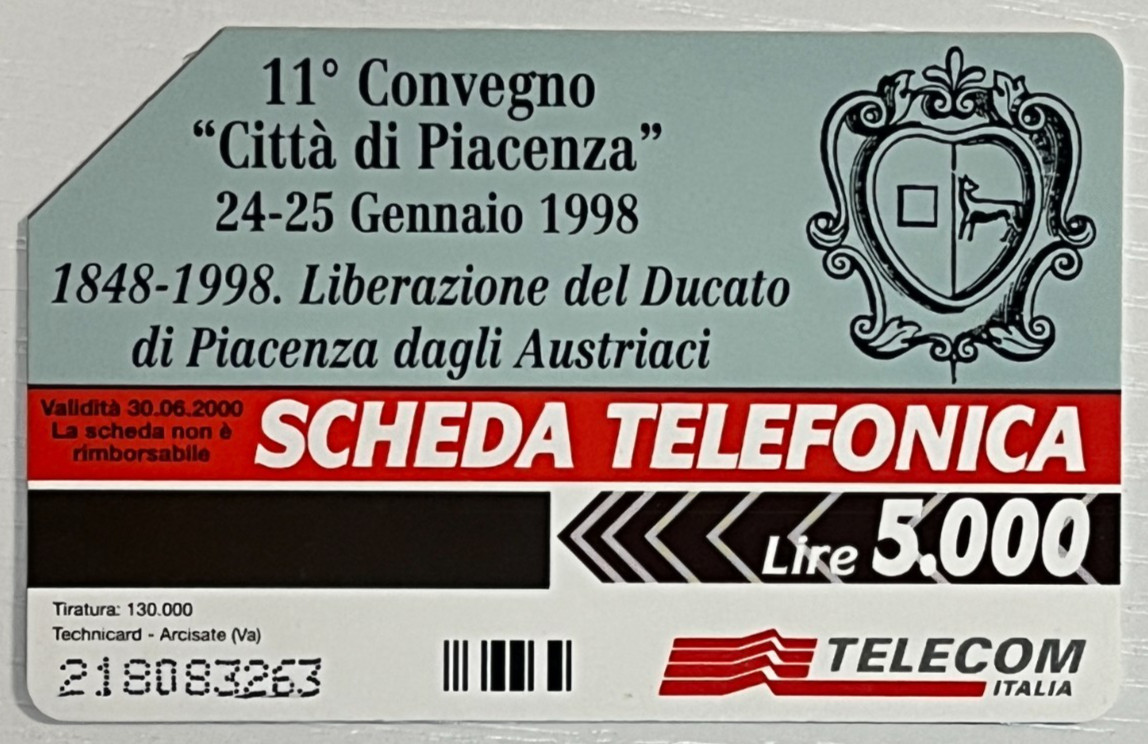 11° Convegno
“Città di Piacenza”
24-25 Gennaio 1998
1848-1998. Liberazione del Ducato
di Piacenza dagli Austriaci
Validità 30.06.2000
La scheda non è
rimborsabile
SCHEDA TELEFONICA
Lire 5.000
Tiratura: 130.000
Technicard - Arcisate (Va)
218083263
TELECOM
ITALIA